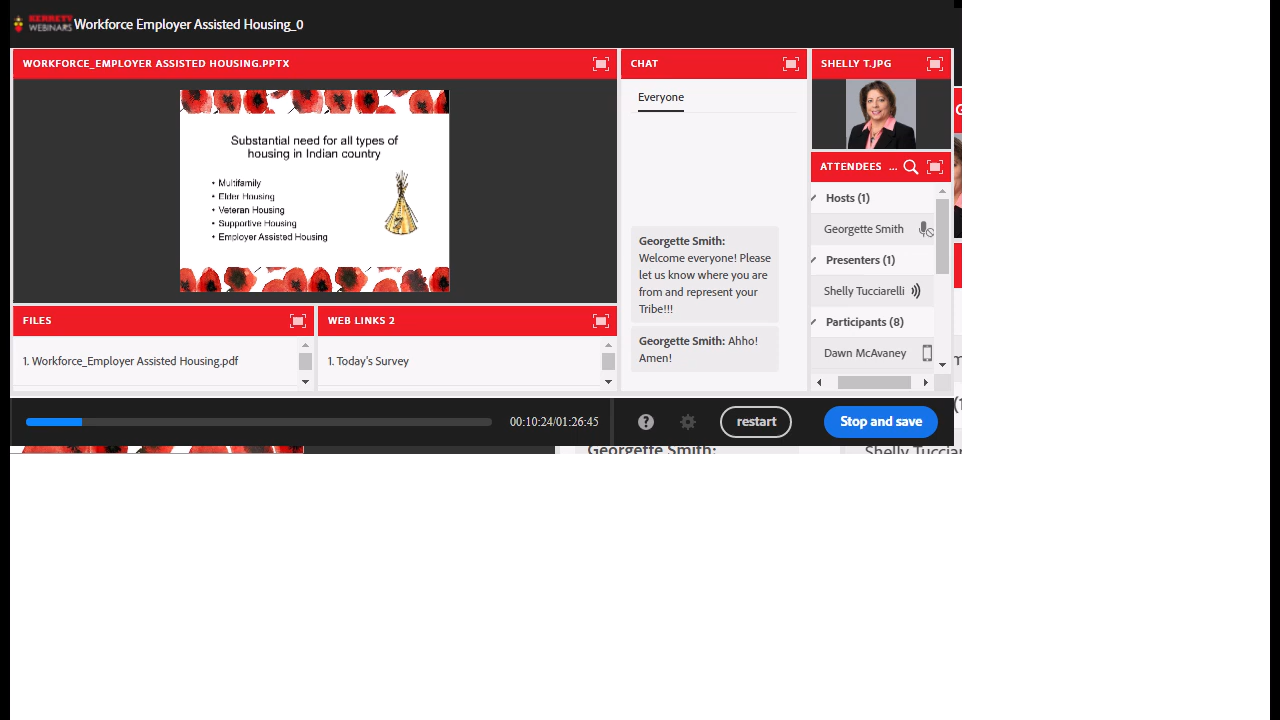 KERRETT
WEBINARS
Workforce Employer Assisted Housing_0
WORKFORCE_EMPLOYER ASSISTED HOUSING.PPTX
Substantial need for all types of
housing in Indian country
• Multifamily
• Elder Housing
• Veteran Housing
• Supportive Housing
• Employer Assisted Housing
FILES
1. Workforce_Employer Assisted Housing.pdf
WEB LINKS 2
1. Today's Survey
CHAT
Everyone
Georgette Smith:
Welcome everyone! Please
let us know where you are
from and represent your
Tribe!!!
Georgette Smith: Ahho!
Amen!
SHELLY T.JPG
ATTENDEES ...
Hosts (1)
Georgette Smith
Presenters (1)
Shelly Tucciarelli
Participants (8)
Dawn McAvaney
00:10:24/01:26:45
restart
Stop and save
Georgette Smith: